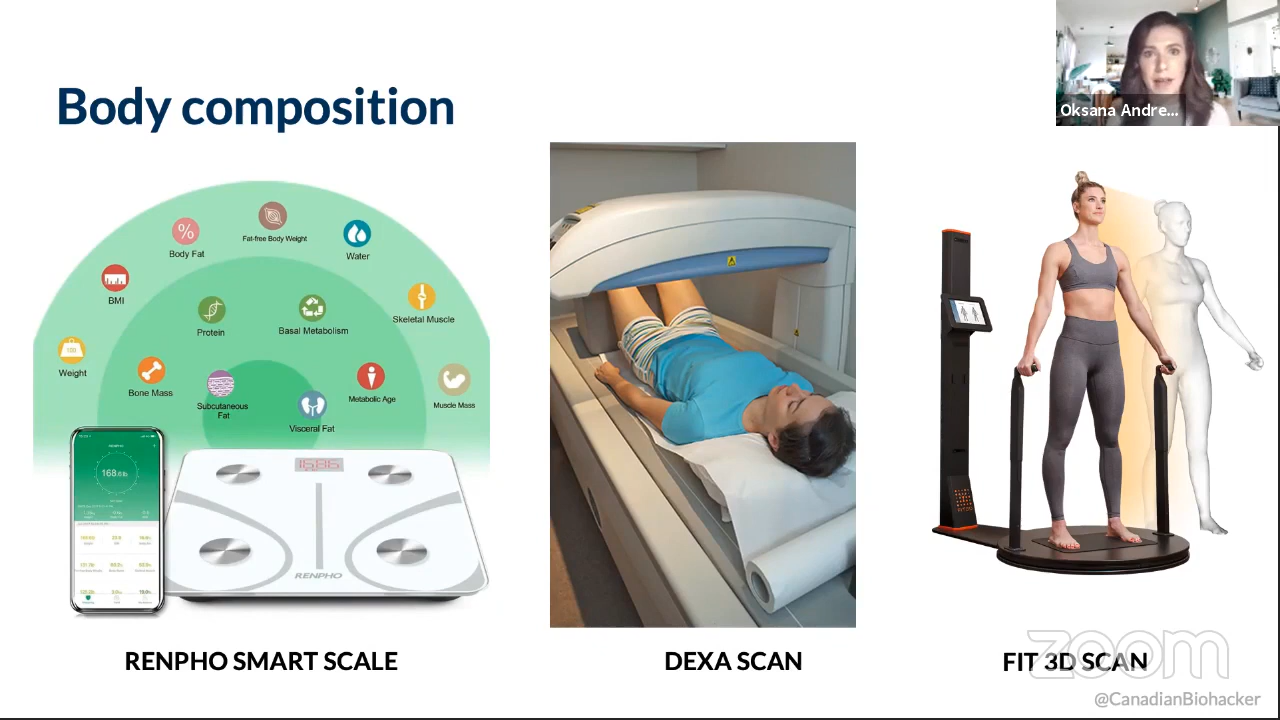 Oksana Andre...
Body composition
%
Body Fat
Fat-free Body Weight
Water
BMI
Protein
Basal Metabolism
Skeletal Muscle
Weight
Bone Mass
Subcutaneous
Fat
Visceral Fat
Metabolic Age
Muscle Mass
168.6lb
RENPHO
RENPHO SMART SCALE
DEXA SCAN
FIT 3D SCAN
zoom
@CanadianBiohacker